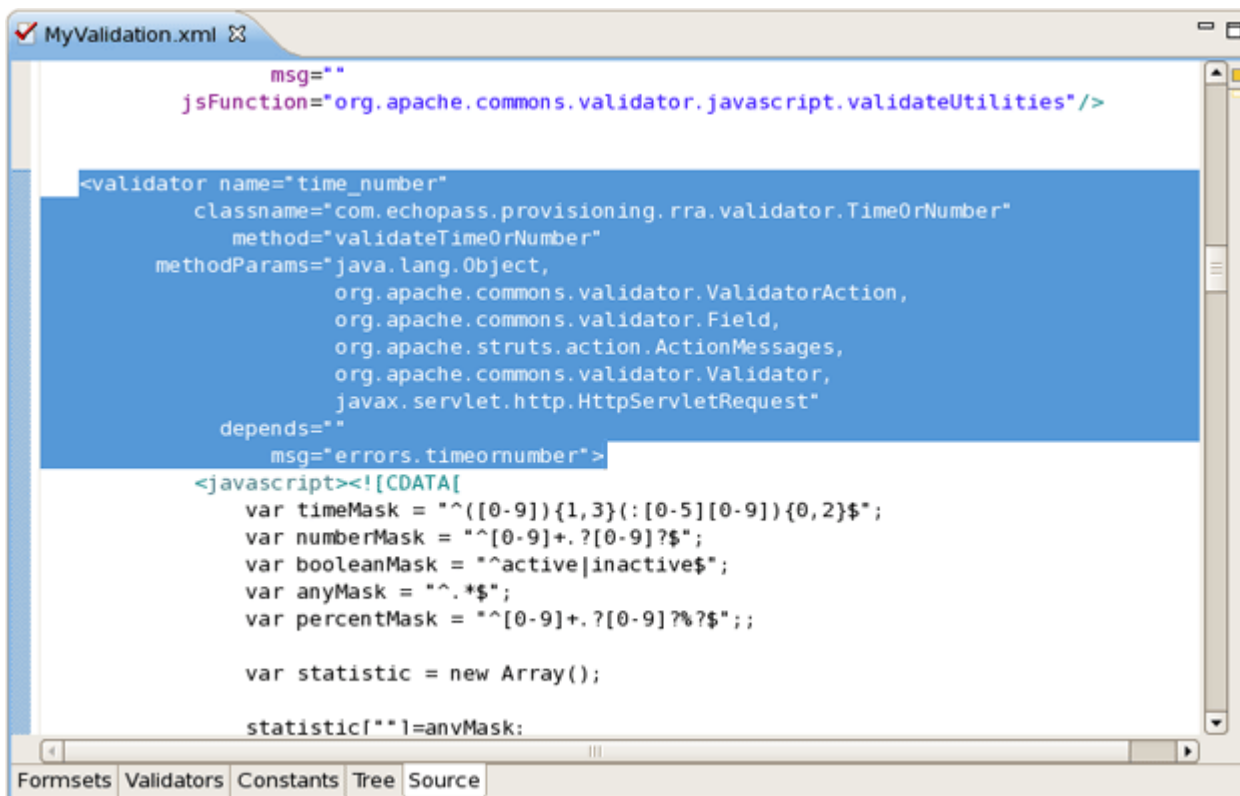 MyValidation.xml
msg=""
jsFunction="org.apache.commons.validator.javascript.validateUtilities"/>
<validator name="time_number"
classname="com.echopass.provisioning.rra.validator.TimeOrNumber"
method="validateTimeOrNumber"
methodParams="java.lang.Object,
org.apache.commons.validator.ValidatorAction,
org.apache.commons.validator.Field,
org.apache.struts.action.ActionMessages,
org.apache.commons.validator.Validator,
javax.servlet.http.HttpServletRequest"
depends=""
msg="errors.timeornumber">
<javascript><![CDATA[
var timeMask = "^([0-9]){1,3}(:[0-5][0-9]){0,2}$";
var numberMask = "^[0-9]+.?[0-9]?$";
var booleanMask = "^active|inactive$";
var anyMask = "^.*$";
var percentMask = "^[0-9]+.?[0-9]?%?$";;
var statistic = new Array();
statistic[""]=anyMask;
Formsets Validators Constants Tree Source